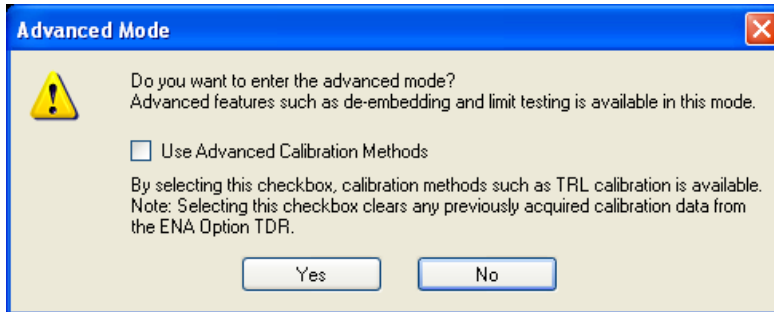 Advanced Mode
Do you want to enter the advanced mode?
Advanced features such as de-embedding and limit testing is available in this mode.
Use Advanced Calibration Methods
By selecting this checkbox, calibration methods such as TRL calibration is available.
Note: Selecting this checkbox clears any previously acquired calibration data from
the ENA Option TDR.
Yes
No